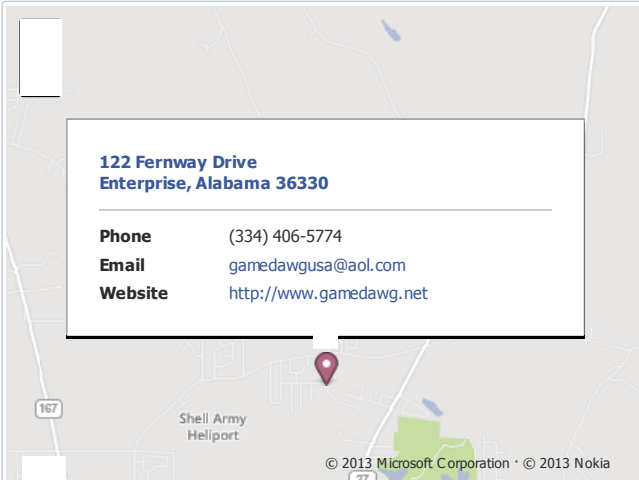 122 Fernway Drive
Enterprise, Alabama 36330
Phone (334) 406-5774
Email gamedawgusa@aol.com
Website http://www.gamedawg.net
167
Shell Army
Heliport
© 2013 Microsoft Corporation · © 2013 Nokia
27